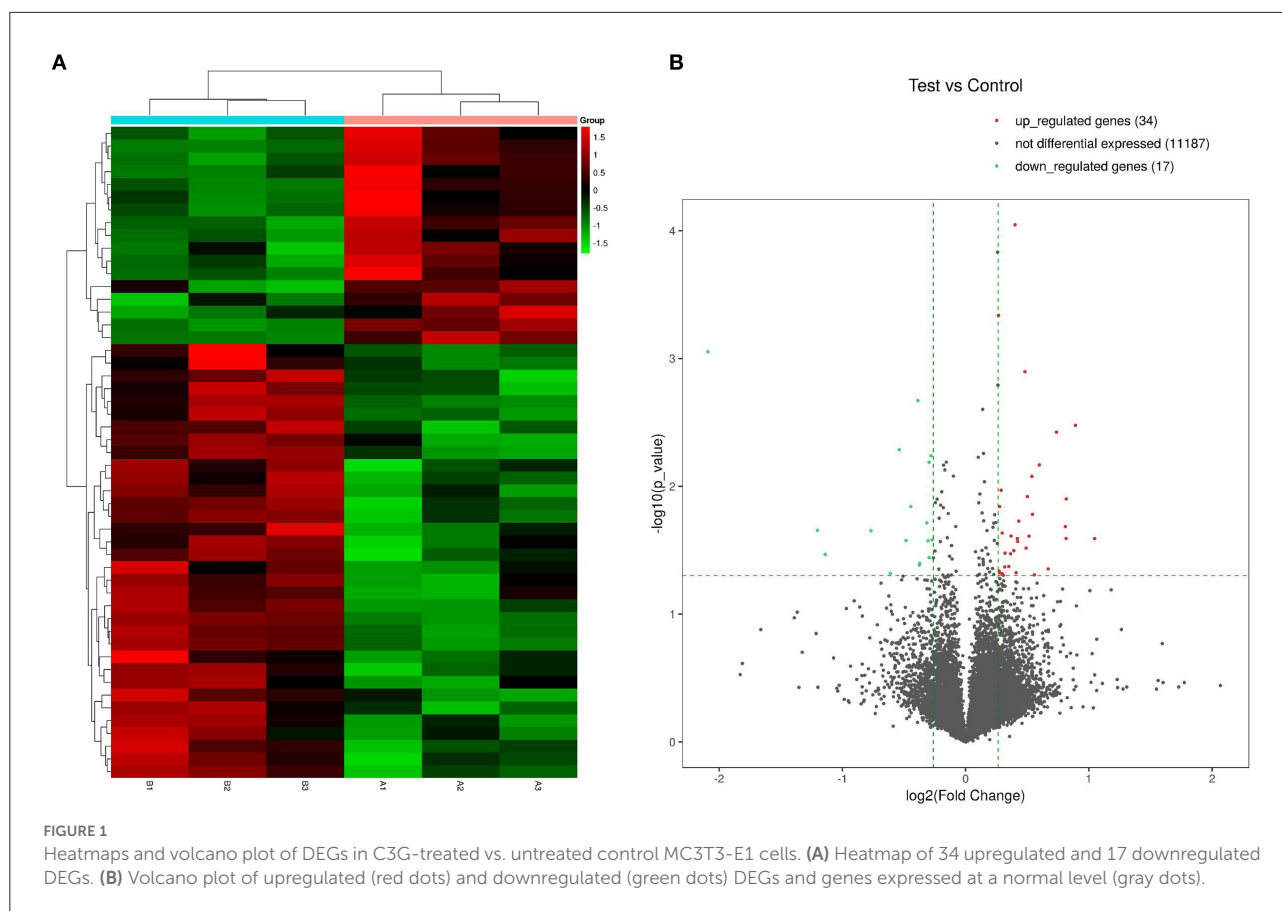 A
Group
1.5
1
0.5
0
-0.5
-1
-1.5
B1
B2
B3
A1
A2
A3
B
Test vs Control
up_regulated genes (34)
not differential expressed (11187)
down_regulated genes (17)
-log10(p_value)
4
3
2
1
0
-2
-1
0
1
2
log2(Fold Change)
FIGURE 1
Heatmaps and volcano plot of DEGs in C3G-treated vs. untreated control MC3T3-E1 cells. (A) Heatmap of 34 upregulated and 17 downregulated
DEGs. (B) Volcano plot of upregulated (red dots) and downregulated (green dots) DEGs and genes expressed at a normal level (gray dots).